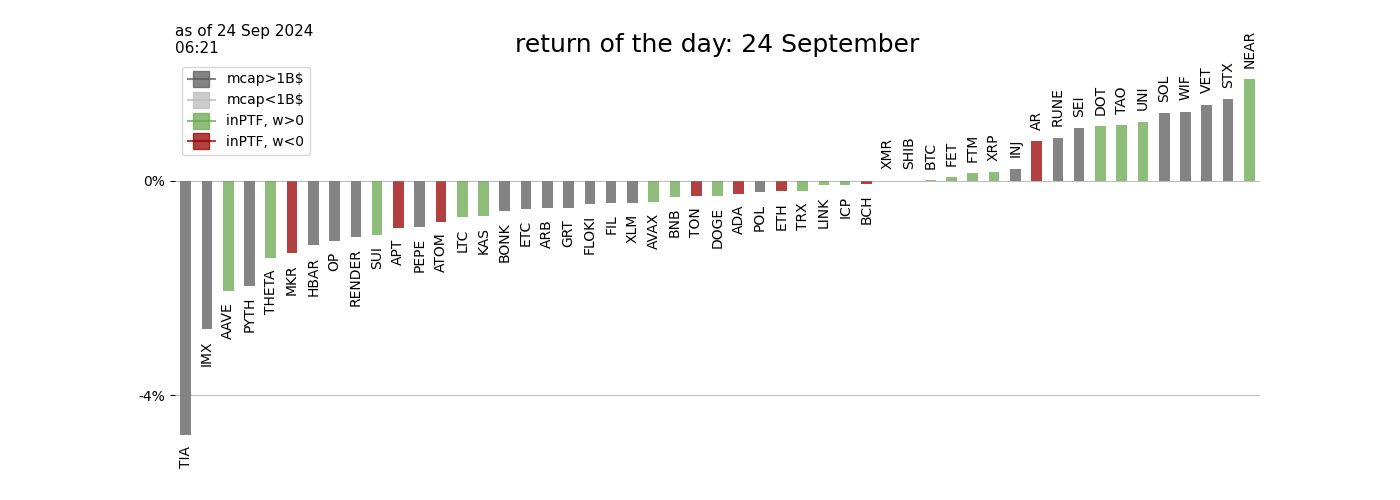 as of 24 Sep 2024
06:21
return of the day: 24 September
mcap>1B$
mcap<1B$
inPTF, w>0
inPTF, w<0
0%
-4%
TIA
IMX
AAVE
PYTH
THETA
MKR
HBAR
OP
RENDER
SUI
APT
PEPE
ATOM
LTC
KAS
BONK
ETC
ARB
GRT
FLOKI
FIL
XLM
AVAX
BNB
TON
DOGE
ADA
POL
ETH
TRX
LINK
ICP
BCH
XMR
SHIB
BTC
FET
FTM
XRP
INJ
AR
RUNE
SEI
DOT
TAO
UNI
SOL
WIF
VET
STX
NEAR